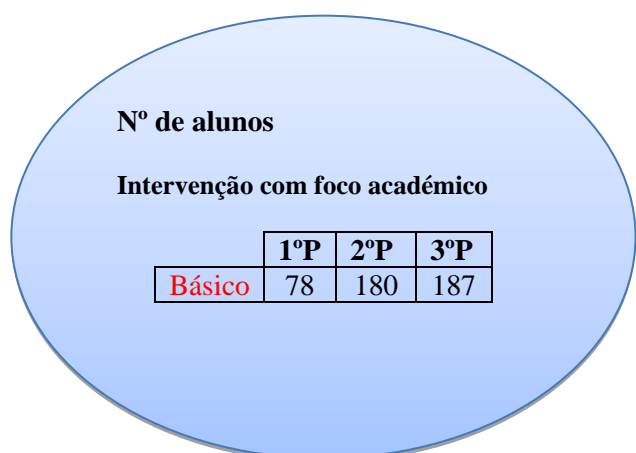 Nº de alunos
Intervenção com foco académico
1ºP 2ºP 3ºP
Básico 78 180 187